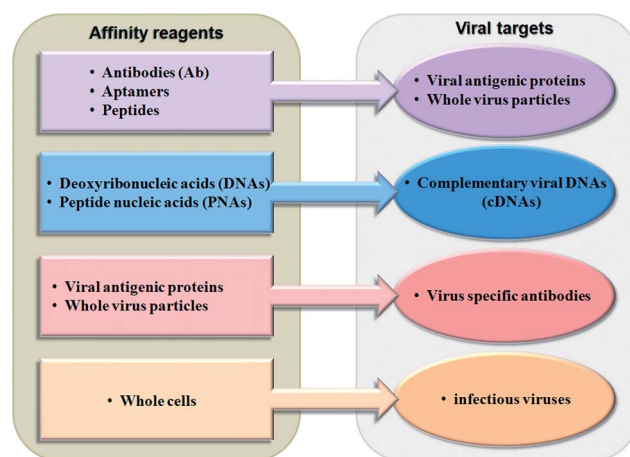 Affinity reagents
Viral targets
• Antibodies (Ab)
• Aptamers
• Peptides
• Viral antigenic proteins
• Whole virus particles
• Deoxyribonucleic acids (DNAs)
• Peptide nucleic acids (PNAs)
• Complementary viral DNAs
(cDNAs)
• Viral antigenic proteins
• Whole virus particles
• Virus specific antibodies
• Whole cells
• infectious viruses